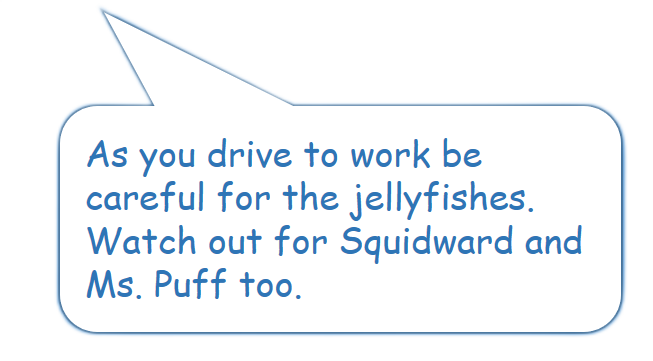 As you drive to work be
careful for the jellyfishes.
Watch out for Squidward and
Ms. Puff too.